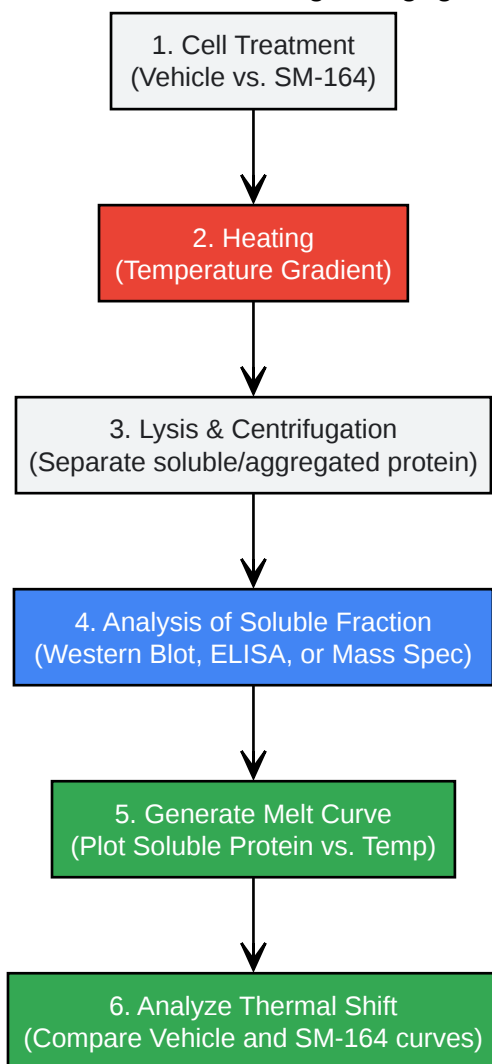 1. Cell Treatment
(Vehicle vs. SM-164)
2. Heating
(Temperature Gradient)
3. Lysis & Centrifugation
(Separate soluble/aggregated protein)
4. Analysis of Soluble Fraction
(Western Blot, ELISA, or Mass Spec)
5. Generate Melt Curve
(Plot Soluble Protein vs. Temp)
6. Analyze Thermal Shift
(Compare Vehicle and SM-164 curves)